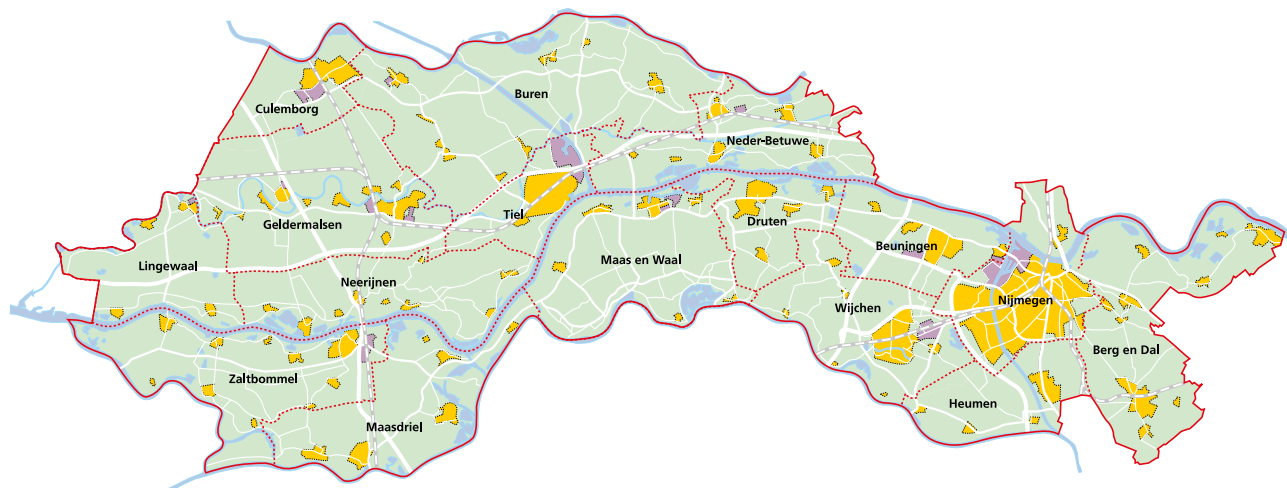 Culemborg
Buren
Neder-Betuwe
Tiel
Geldermalsen
Druten
Beuningen
Lingewaal
Maas en Waal
Neerijnen
Nijmegen
Wijchen
Berg en Dal
Zaltbommel
Heumen
Maasdriel